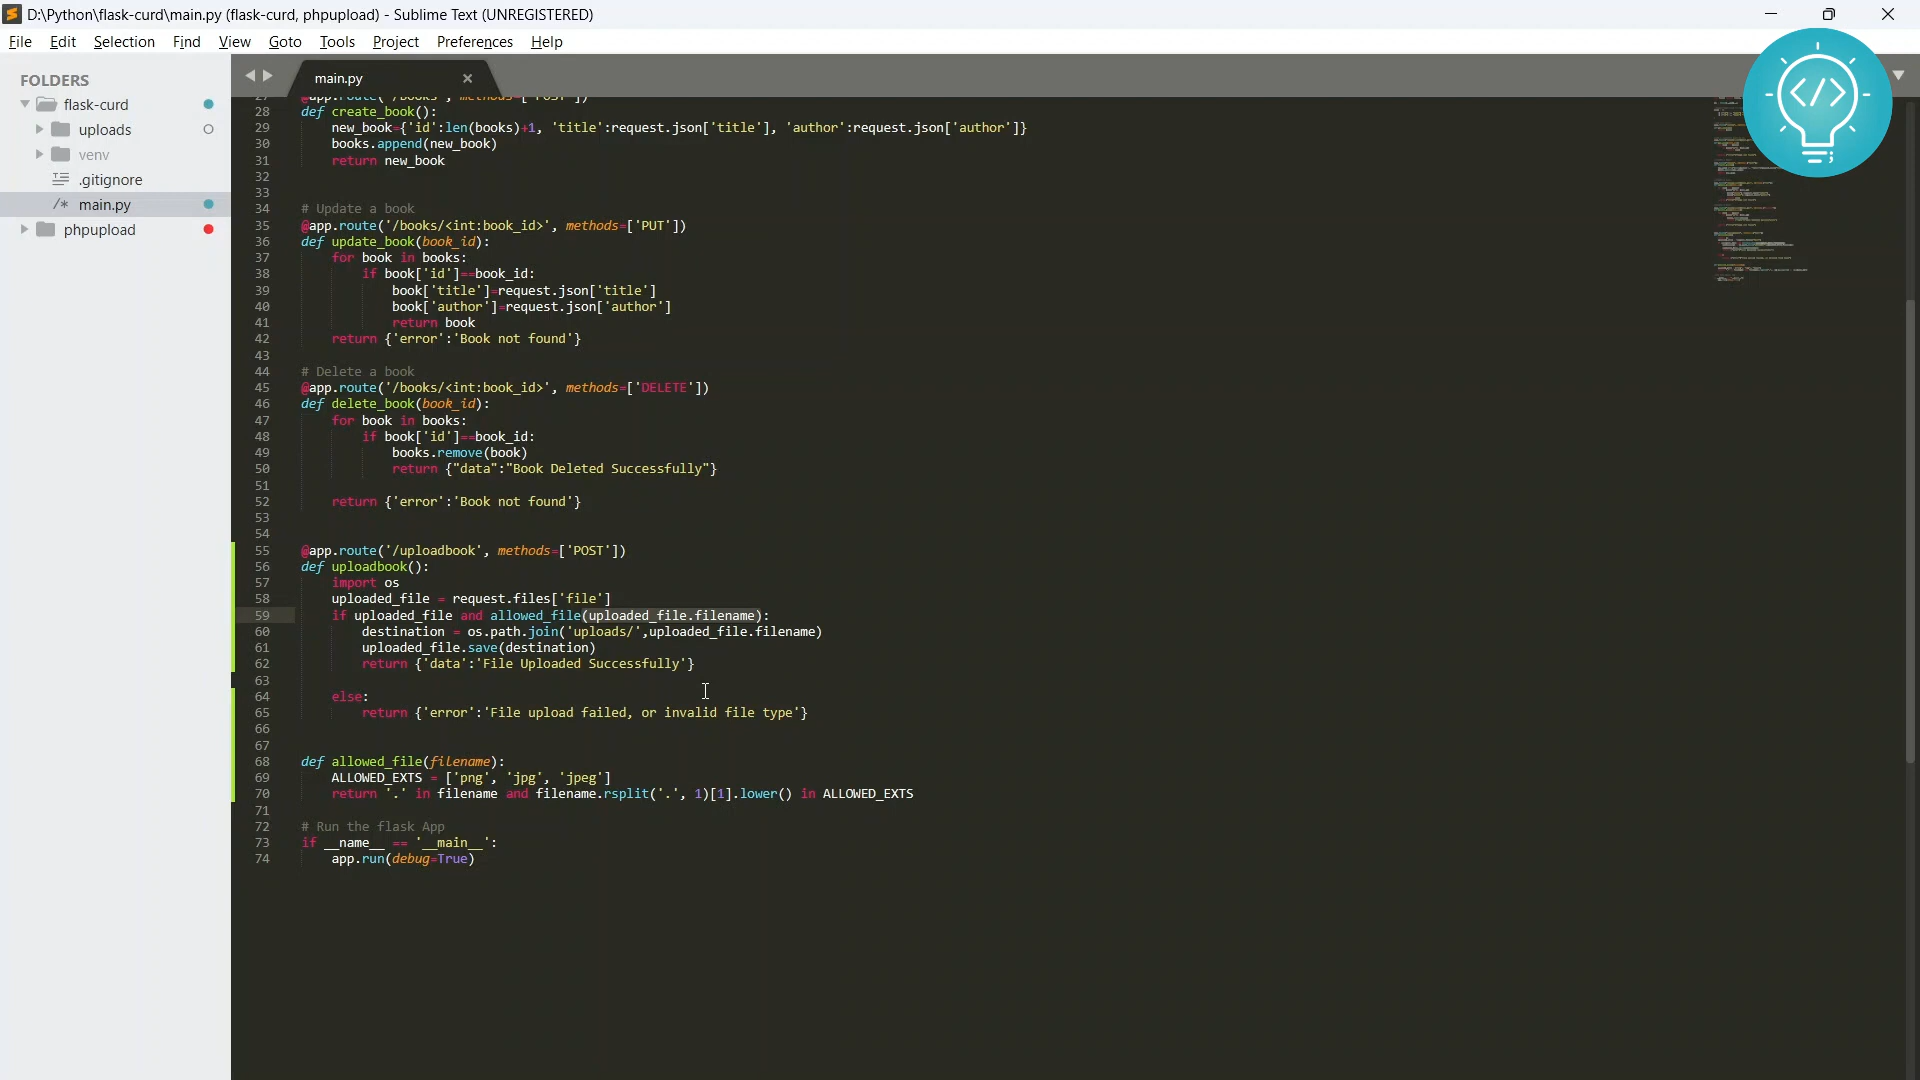 D:\Python\flask-curd\main.py (flask-curd, phpupload) - Sublime Text (UNREGISTERED)
File Edit Selection Find View Goto Tools Project Preferences Help
FOLDERS
flask-curd
uploads
venv
.gitignore
main.py
phpupload
main.py
</>
28 def create_book():
29 new_book={'id':len(books)+1, 'title':request.json['title'], 'author':request.json['author']}
30 books.append(new_book)
31 return new_book
32
33
34 # Update a book
35 @app.route('/books/<int:book_id>', methods=['PUT'])
36 def update_book(book_id):
37 for book in books:
38 if book['id']==book_id:
39 book['title']=request.json['title']
40 book['author']=request.json['author']
41 return book
42 return {'error':'Book not found'}
43
44 # Delete a book
45 @app.route('/books/<int:book_id>', methods=['DELETE'])
46 def delete_book(book_id):
47 for book in books:
48 if book['id']==book_id:
49 books.remove(book)
50 return {"data":"Book Deleted Successfully"}
51
52 return {'error':'Book not found'}
53
54
55 @app.route('/uploadbook', methods=['POST'])
56 def uploadbook():
57 import os
58 uploaded_file = request.files['file']
59 if uploaded_file and allowed_file(uploaded_file.filename):
60 destination = os.path.join('uploads/',uploaded_file.filename)
61 uploaded_file.save(destination)
62 return {'data':'File Uploaded Successfully'}
63
64 else:
65 return {'error':'File upload failed, or invalid file type'}
66
67
68 def allowed_file(filename):
69 ALLOWED_EXTS = ['png', 'jpg', 'jpeg']
70 return '.' in filename and filename.rsplit('.', 1)[1].lower() in ALLOWED_EXTS
71
72 # Run the flask App
73 if __name__ == '__main__':
74 app.run(debug=True)